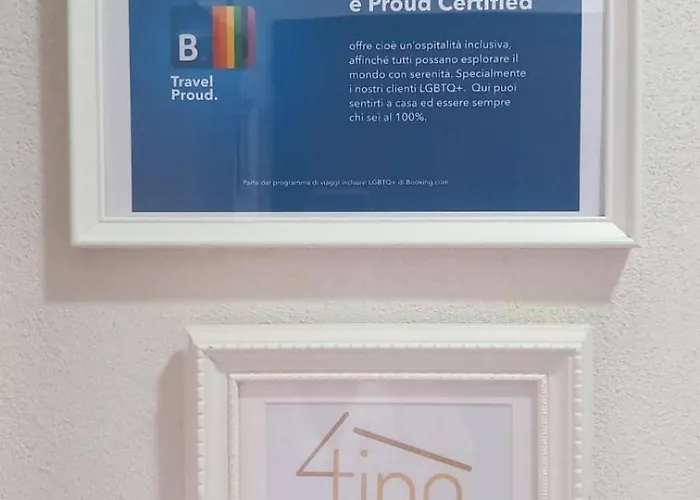 è Proud Certified
B
Travel
Proud.
offre cioè un'ospitalità inclusiva,
affinché tutti possano esplorare il
mondo con serenità. Specialmente
i nostri clienti LGBTQ+. Qui puoi
sentirti a casa ed essere sempre
chi sei al 100%.
Parte del programma di viaggi inclusivi LGBTQ+ di Booking.com